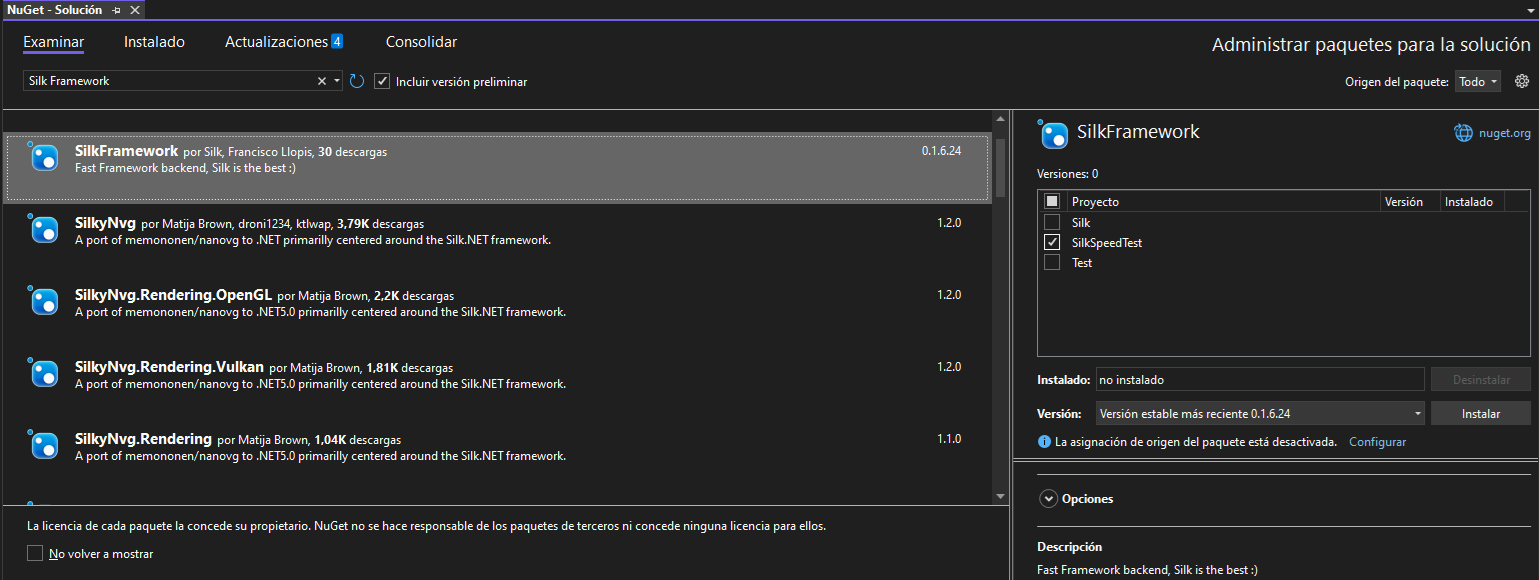 NuGet - Solución
Examinar Instalado Actualizaciones 4 Consolidar
Administrar paquetes para la solución
Silk Framework
Incluir versión preliminar
Origen del paquete: Todo
SilkFramework por Silk, Francisco Llopis, 30 descargas 0.1.6.24
Fast Framework backend, Silk is the best :)
SilkyNvg por Matija Brown, droni1234, ktlwap, 3,79K descargas 1.2.0
A port of memononen/nanovg to .NET primarilly centered around the Silk.NET framework.
SilkyNvg.Rendering.OpenGL por Matija Brown, 2,2K descargas 1.2.0
A port of memononen/nanovg to .NET5.0 primarilly centered around the Silk.NET framework.
SilkyNvg.Rendering.Vulkan por Matija Brown, 1,81K descargas 1.2.0
A port of memononen/nanovg to .NET5.0 primarilly centered around the Silk.NET framework.
SilkyNvg.Rendering por Matija Brown, 1,04K descargas 1.1.0
A port of memononen/nanovg to .NET5.0 primarilly centered around the Silk.NET framework.
La licencia de cada paquete la concede su propietario. NuGet no se hace responsable de los paquetes de terceros ni concede ninguna licencia para ellos.
No volver a mostrar
SilkFramework
nuget.org
Versiones: 0
Proyecto Versión Instalado
Silk
SilkSpeedTest
Test
Instalado: no instalado Desinstalar
Versión: Versión estable más reciente 0.1.6.24 Instalar
La asignación de origen del paquete está desactivada. Configurar
Opciones
Descripción
Fast Framework backend, Silk is the best :)